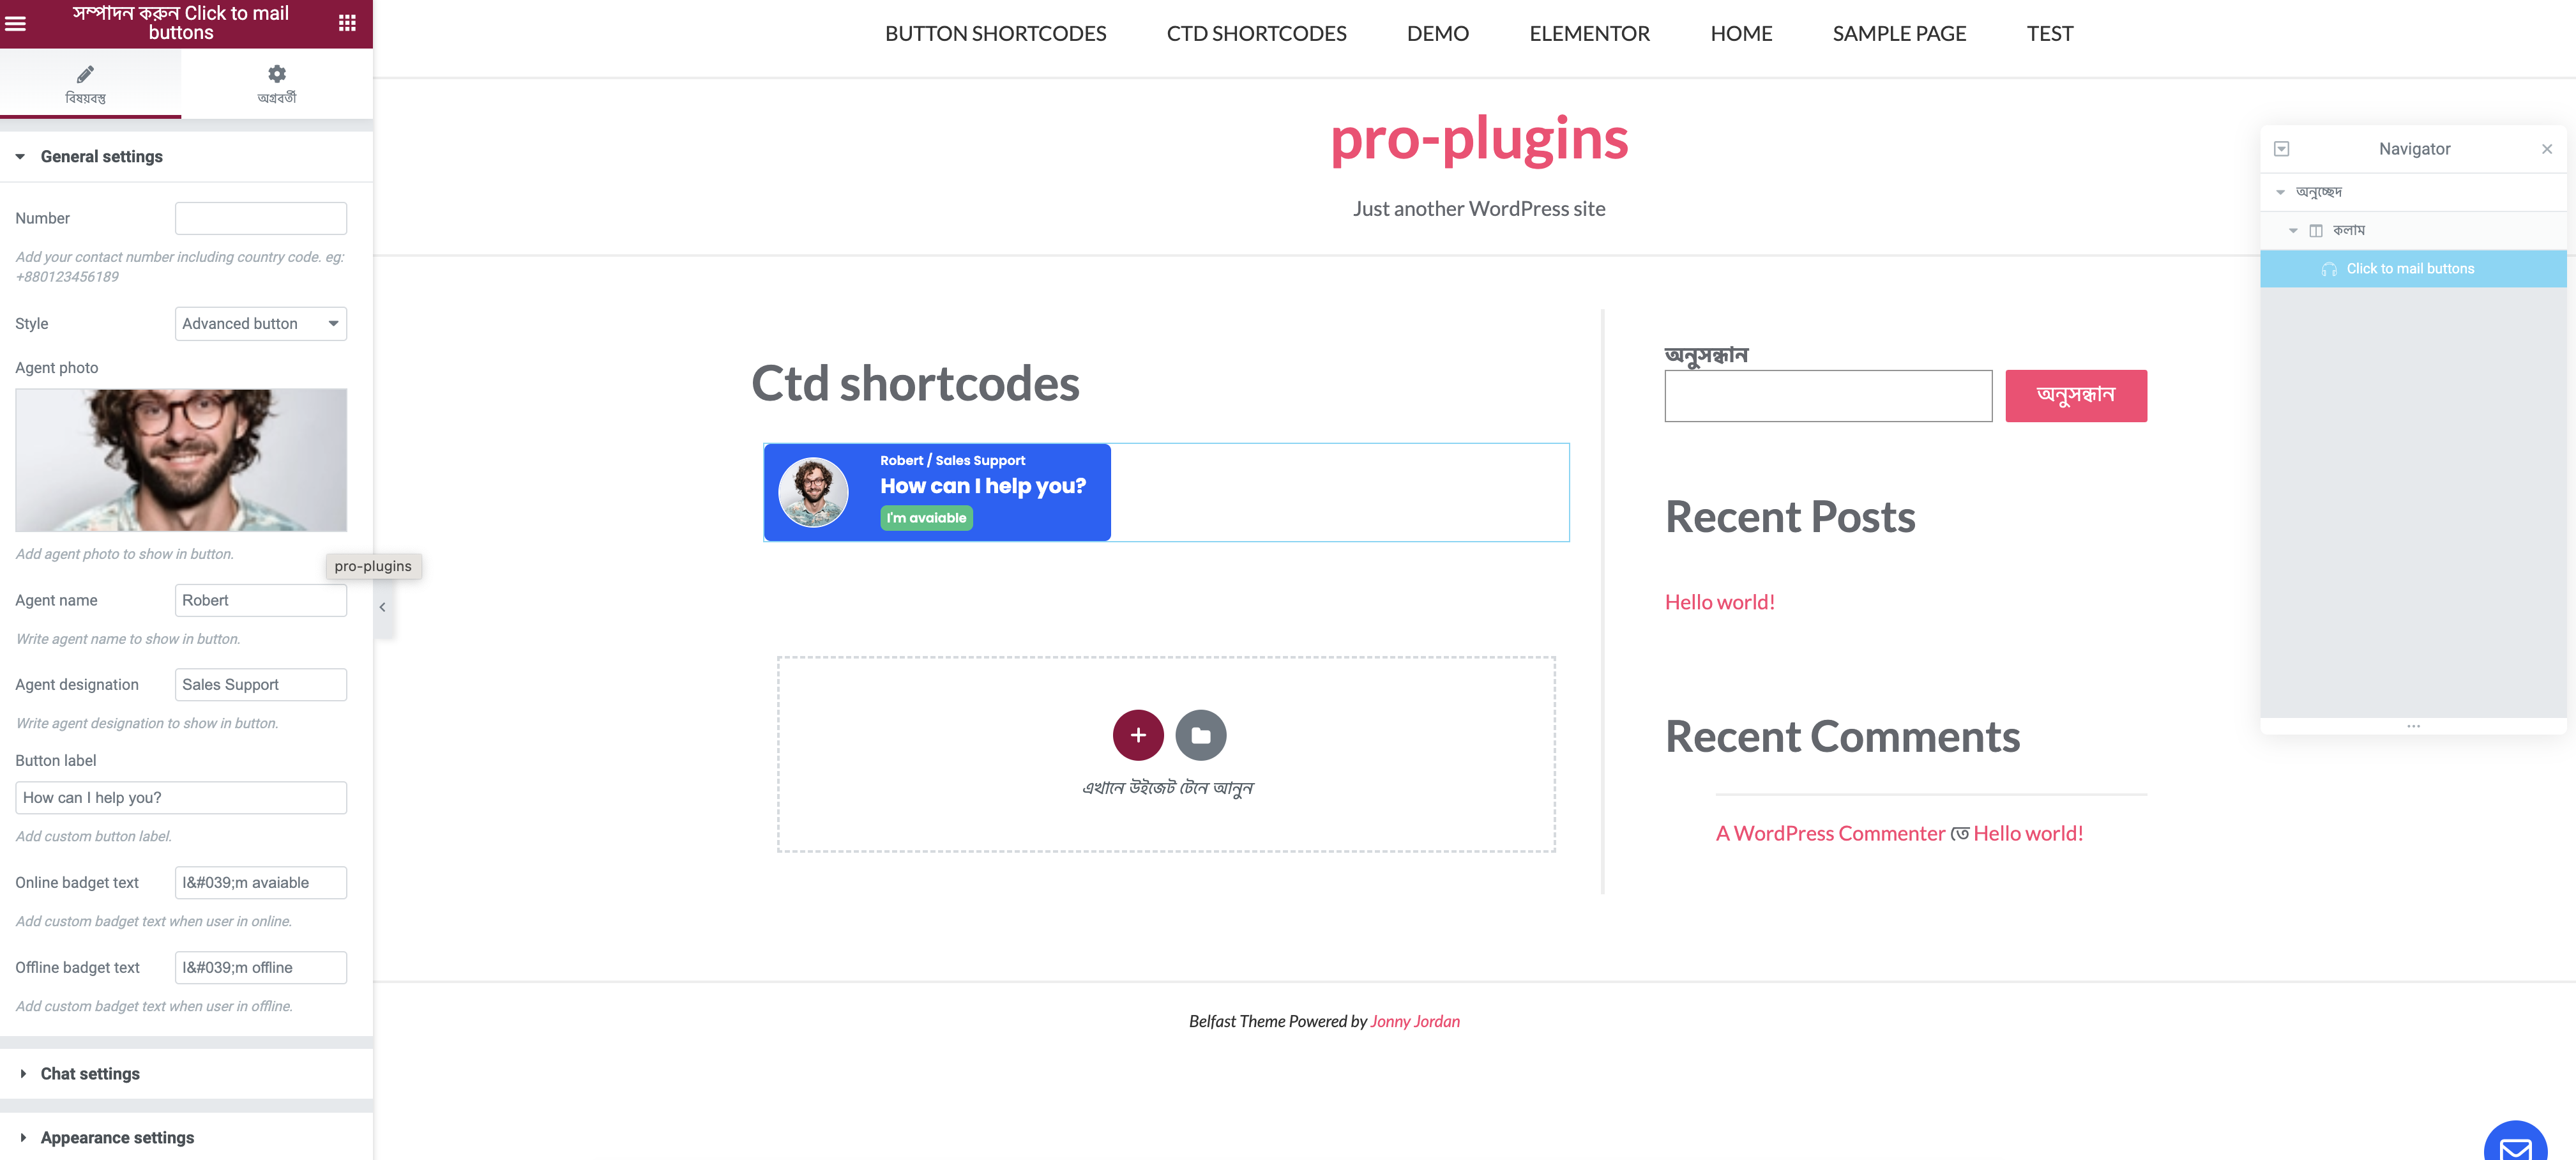 সম্পাদন করুন Click to mail
buttons
বিষয়বস্তু
অগ্রবর্তী
General settings
Number
Add your contact number including country code. eg:
+880123456189
Style
Advanced button
Agent photo
Add agent photo to show in button.
pro-plugins
Agent name
Robert
Write agent name to show in button.
Agent designation
Sales Support
Write agent designation to show in button.
Button label
How can I help you?
Add custom button label.
Online badget text
I&#039;m avaiable
Add custom badget text when user in online.
Offline badget text
I&#039;m offline
Add custom badget text when user in offline.
Chat settings
Appearance settings
BUTTON SHORTCODES
CTD SHORTCODES
DEMO
ELEMENTOR
HOME
SAMPLE PAGE
TEST
pro-plugins
Just another WordPress site
Ctd shortcodes
Robert / Sales Support
How can I help you?
I'm avaiable
এখানে উইজেট টেনে আনুন
অনুসন্ধান
অনুসন্ধান
Recent Posts
Hello world!
Recent Comments
A WordPress Commenter তে Hello world!
Belfast Theme Powered by Jonny Jordan
Navigator
অনুচ্ছেদ
কলাম
Click to mail buttons